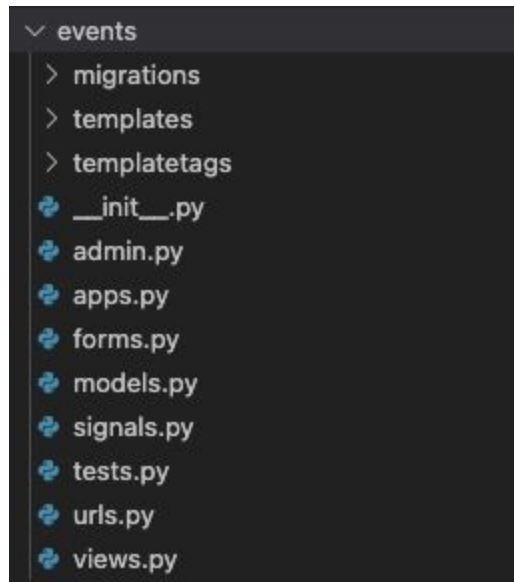 events
migrations
templates
templatetags
__init__.py
admin.py
apps.py
forms.py
models.py
signals.py
tests.py
urls.py
views.py